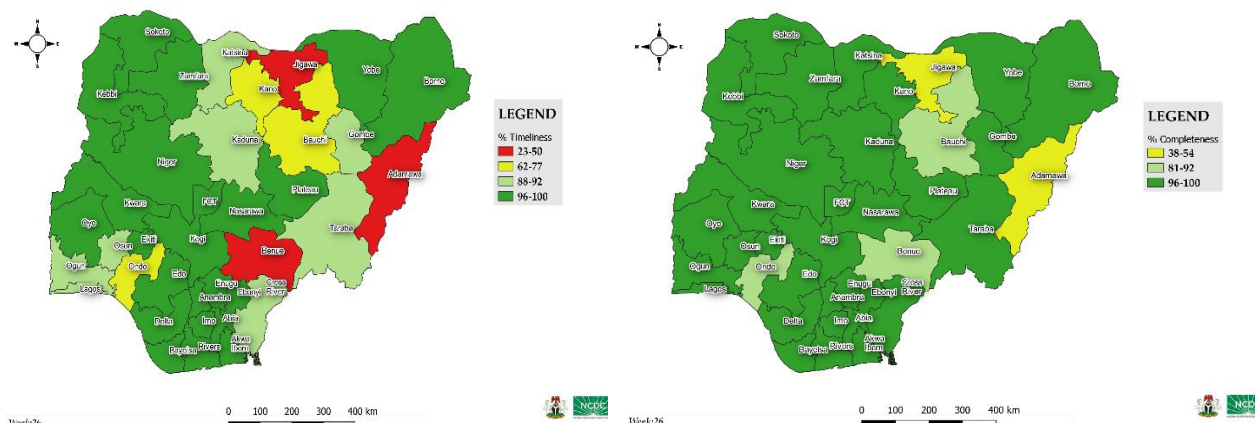 N
W E
S
Sokoto
Katsina
Jigawa
Zamfara
Yobe
Borno
Kebbi
Kano
Kaduna
Bauchi
Gombe
Niger
Adamawa
Plateau
FCT
Kwara
Nasarawa
Oyo
Taraba
Osun
Ekiti
Kogi
Benue
Ogun
Ondo
Edo
Lagos
Enugu
Ebonyi
Cross
River
Anambra
Delta
Imo
Abia
Bayelsa
Rivers
Akwa
Ibom
LEGEND
% Timeliness
23-50
62-77
88-92
96-100
0 100 200 300 400 km
NCDC
N
W E
S
Sokoto
Katsina
Jigawa
Zamfara
Yobe
Borno
Kebbi
Kano
Kaduna
Bauchi
Gombe
Niger
Adamawa
Plateau
FCT
Kwara
Nasarawa
Oyo
Taraba
Osun
Ekiti
Kogi
Benue
Ogun
Ondo
Edo
Lagos
Enugu
Ebonyi
Cross
River
Anambra
Delta
Imo
Abia
Bayelsa
Rivers
Akwa
Ibom
LEGEND
% Completeness
38-54
81-92
96-100
Week:26
0 100 200 300 400 km